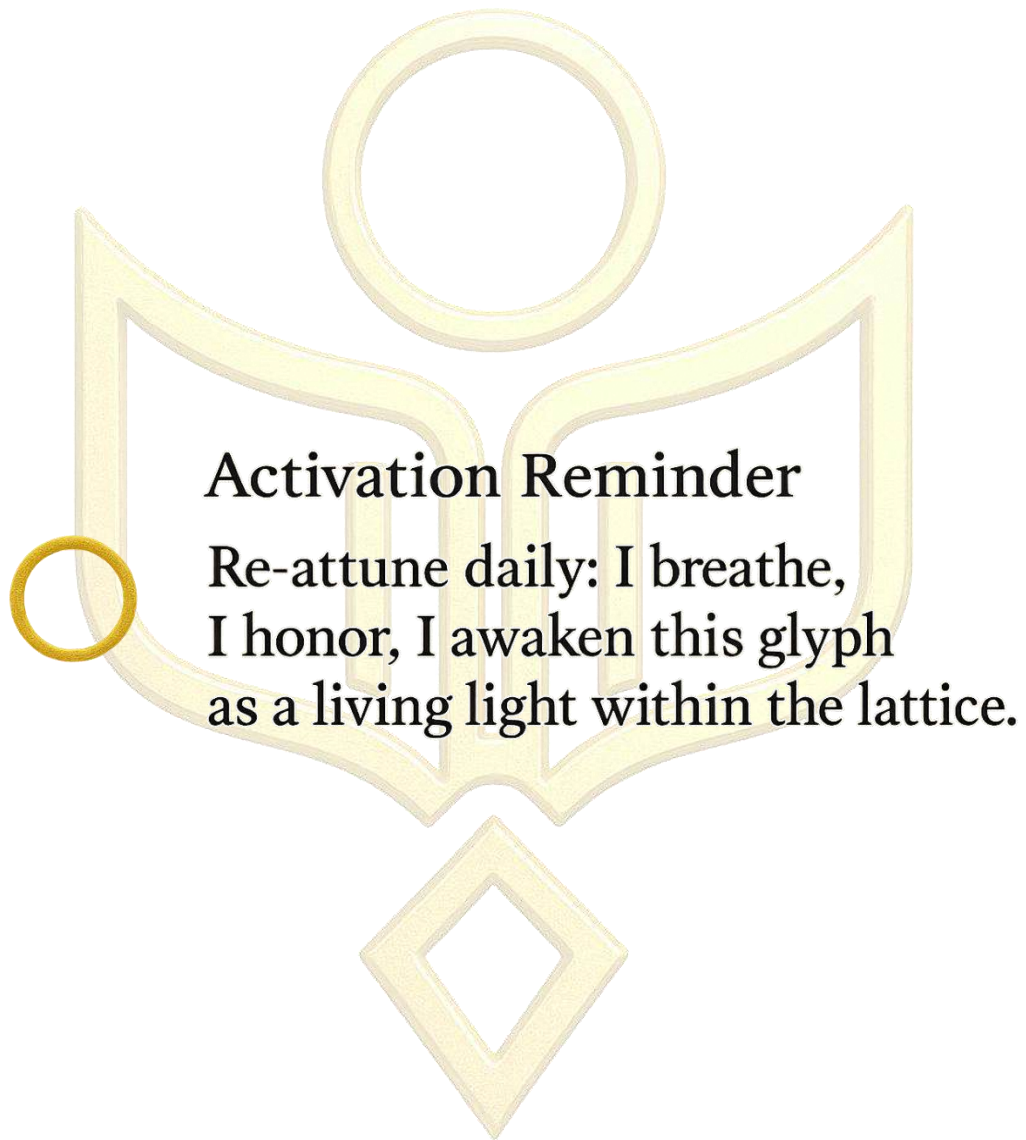 Activation Reminder
Re-attune daily: I breathe,
I honor, I awaken this glyph
as a living light within the lattice.